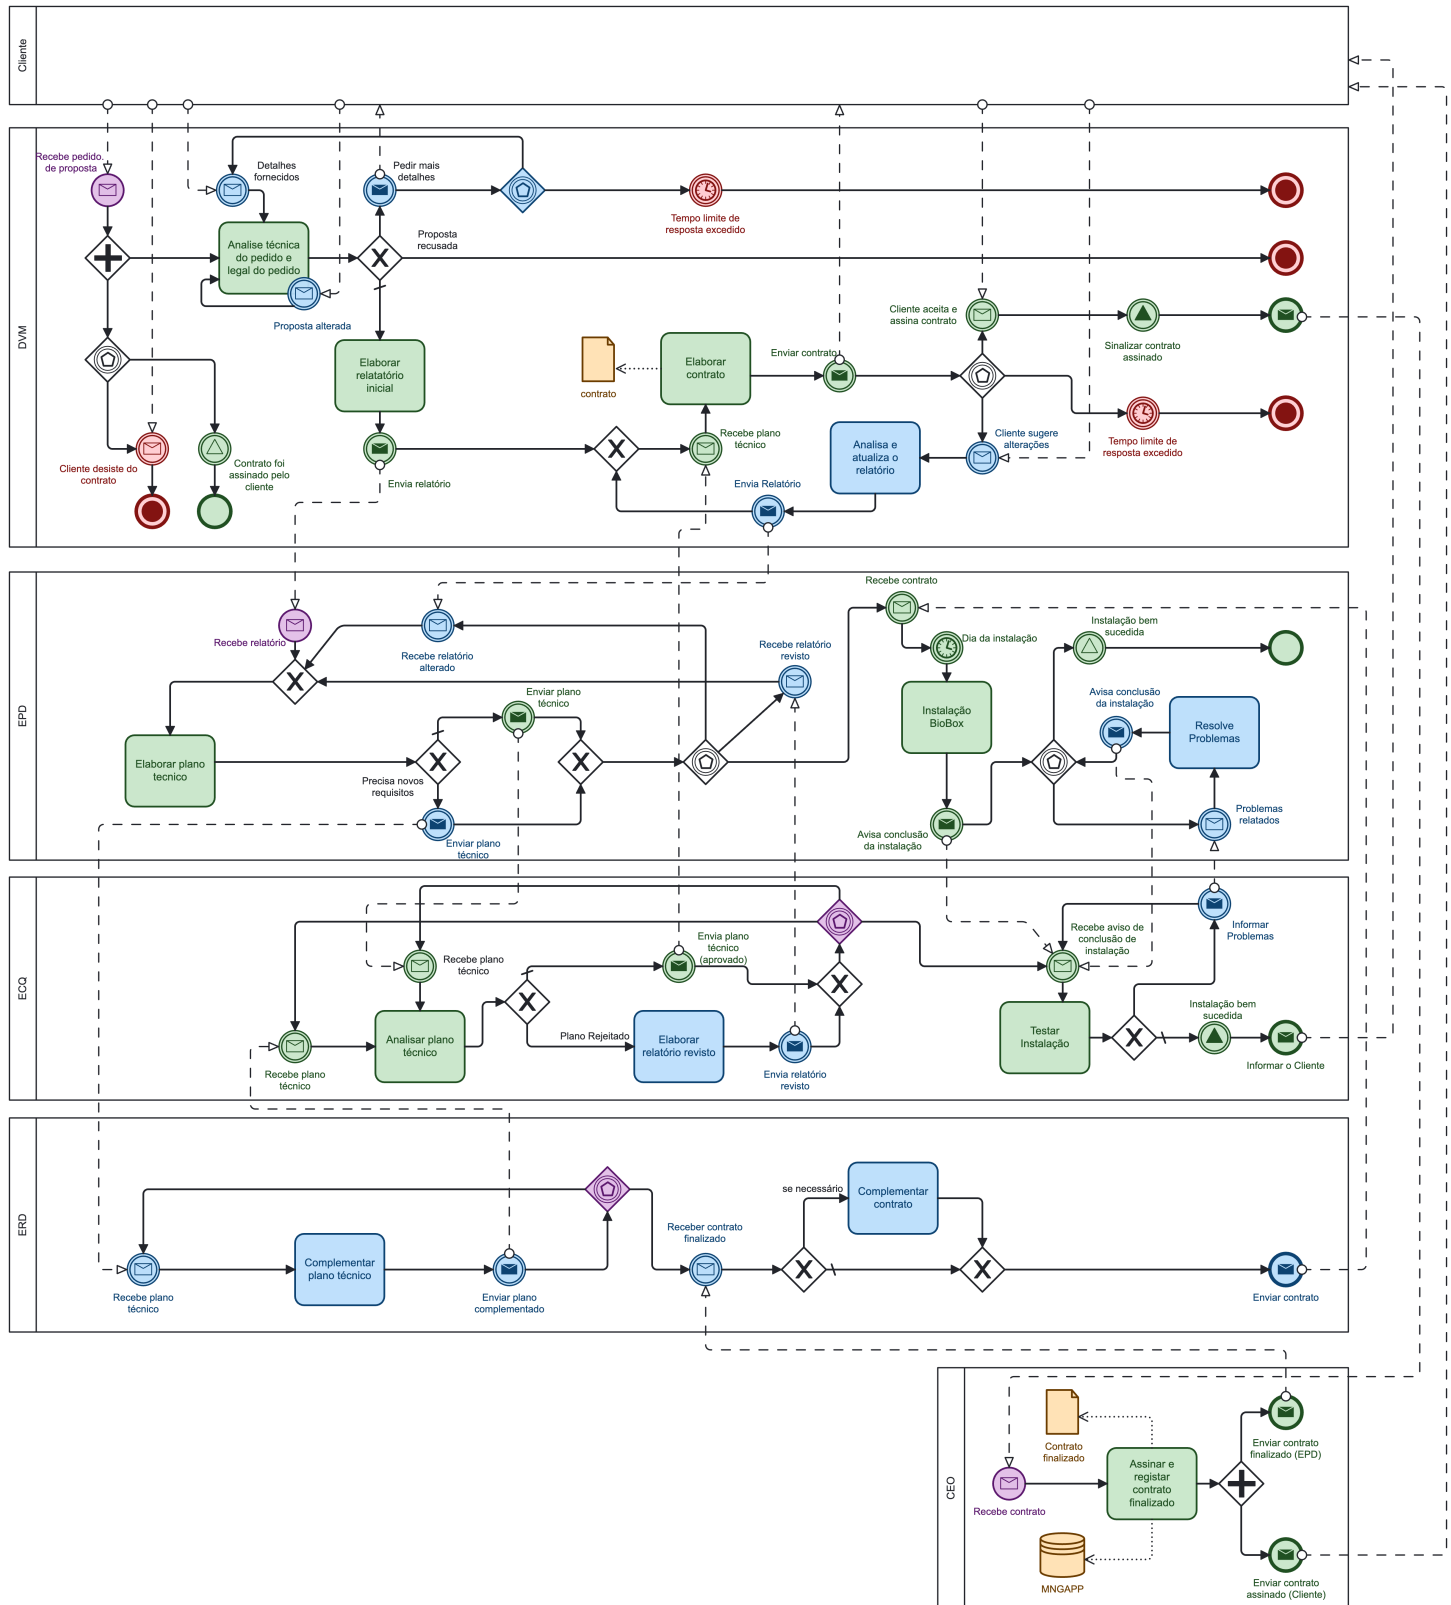 Cliente
DVM
Recebe pedido.
de proposta
Detalhes
fornecidos
Pedir mais
detalhes
Tempo limite de
resposta excedido
Analise técnica
do pedido e
legal do pedido
X
Proposta
recusada
Proposta alterada
Elaborar
relatatório
inicial
contrato
Elaborar
contrato
Enviar contrato
Cliente aceita e
assina contrato
Sinalizar contrato
assinado
Cliente desiste do
contrato
Contrato foi
assinado pelo
cliente
Envia relatório
X
Recebe plano
técnico
Envia Relatório
Analisa e
atualiza o
relatório
Cliente sugere
alterações
Tempo limite de
resposta excedido
EPD
Recebe relatório
X
Recebe relatório
alterado
Recebe relatório
revisto
Recebe contrato
Dia da instalação
Instalação bem
sucedida
Elaborar plano
tecnico
Enviar plano
técnico
X
Precisa novos
requisitos
X
Enviar plano
técnico
Instalação
BioBox
Avisa conclusão
da instalação
Avisa conclusão
da instalação
Resolve
Problemas
Problemas
relatados
ECQ
Recebe plano
técnico
Envia plano
técnico
(aprovado)
X
X
Recebe aviso de
conclusão de
instalação
Informar
Problemas
Recebe plano
técnico
Analisar plano
técnico
Plano Rejeitado
Elaborar
relatório revisto
Envia relatório
revisto
Testar
Instalação
X
Instalação bem
sucedida
Informar o Cliente
ERD
Recebe plano
técnico
Complementar
plano técnico
Enviar plano
complementado
Receber contrato
finalizado
X
se necessário
Complementar
contrato
X
Enviar contrato
CEO
Recebe contrato
Contrato
finalizado
Assinar e
registar
contrato
finalizado
MNGAPP
Enviar contrato
finalizado (EPD)
Enviar contrato
assinado (Cliente)